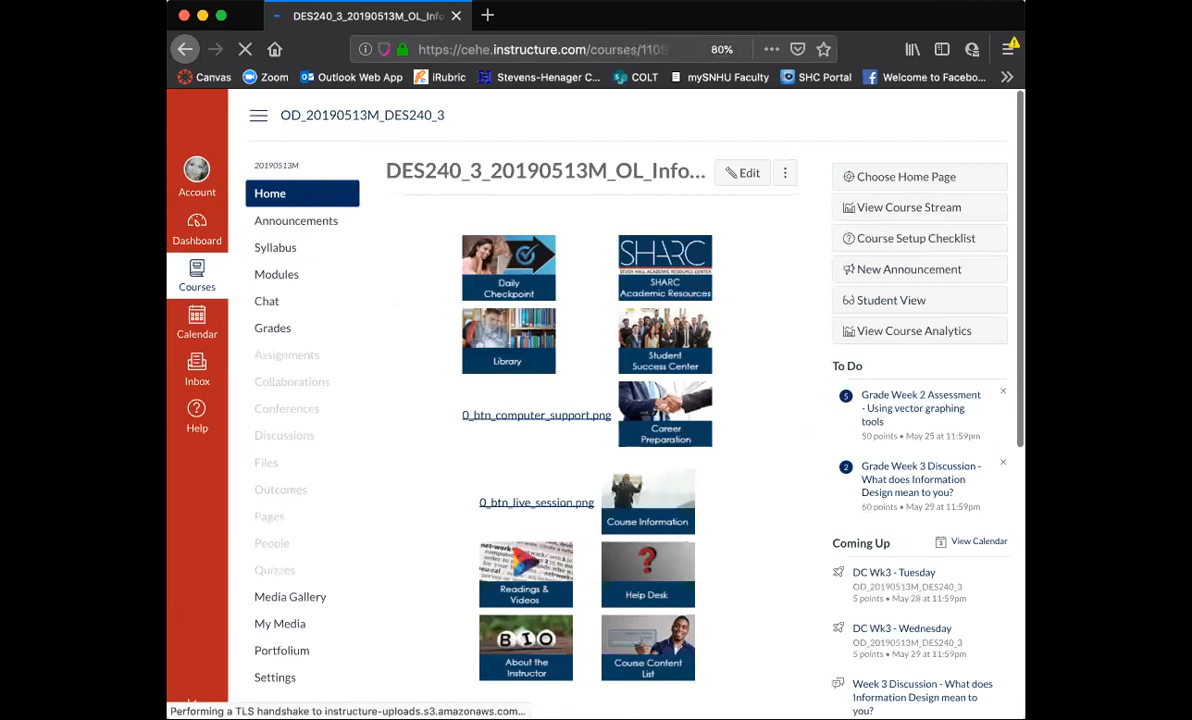 DES240_3_20190513M_OL_Info
https://cehe.instructure.com/courses/1109
80%
Canvas
Zoom
Outlook Web App
iRubric
Stevens-Henager C...
COLT
mySNHU Faculty
SHC Portal
Welcome to Facebo...
OD_20190513M_DES240_3
20190513M
Account
Dashboard
Courses
Calendar
Inbox
Help
Home
Announcements
Syllabus
Modules
Chat
Grades
Assignments
Collaborations
Conferences
Discussions
Files
Outcomes
Pages
People
Quizzes
Media Gallery
My Media
Portfolium
Settings
DES240_3_20190513M_OL_Info...
Edit
Daily
Checkpoint
SHARC
STUDY HALL ACADEMIC RESOURCE CENTER
SHARC
Academic Resources
Library
Student
Success Center
0_btn_computer_support.png
Career
Preparation
0_btn_live_session.png
Course Information
net-work
Readings &
Videos
?
Help Desk
BIO
About the
Instructor
Course Content
List
Choose Home Page
View Course Stream
Course Setup Checklist
New Announcement
Student View
View Course Analytics
To Do
5
Grade Week 2 Assessment
- Using vector graphing
tools
50 points • May 25 at 11:59pm
2
Grade Week 3 Discussion -
What does Information
Design mean to you?
60 points • May 29 at 11:59pm
Coming Up
View Calendar
DC Wk3 - Tuesday
OD_20190513M_DES240_3
5 points • May 28 at 11:59pm
DC Wk3 - Wednesday
OD_20190513M_DES240_3
5 points • May 29 at 11:59pm
Week 3 Discussion - What does
Information Design mean to
you?
Performing a TLS handshake to instructure-uploads.s3.amazonaws.com...